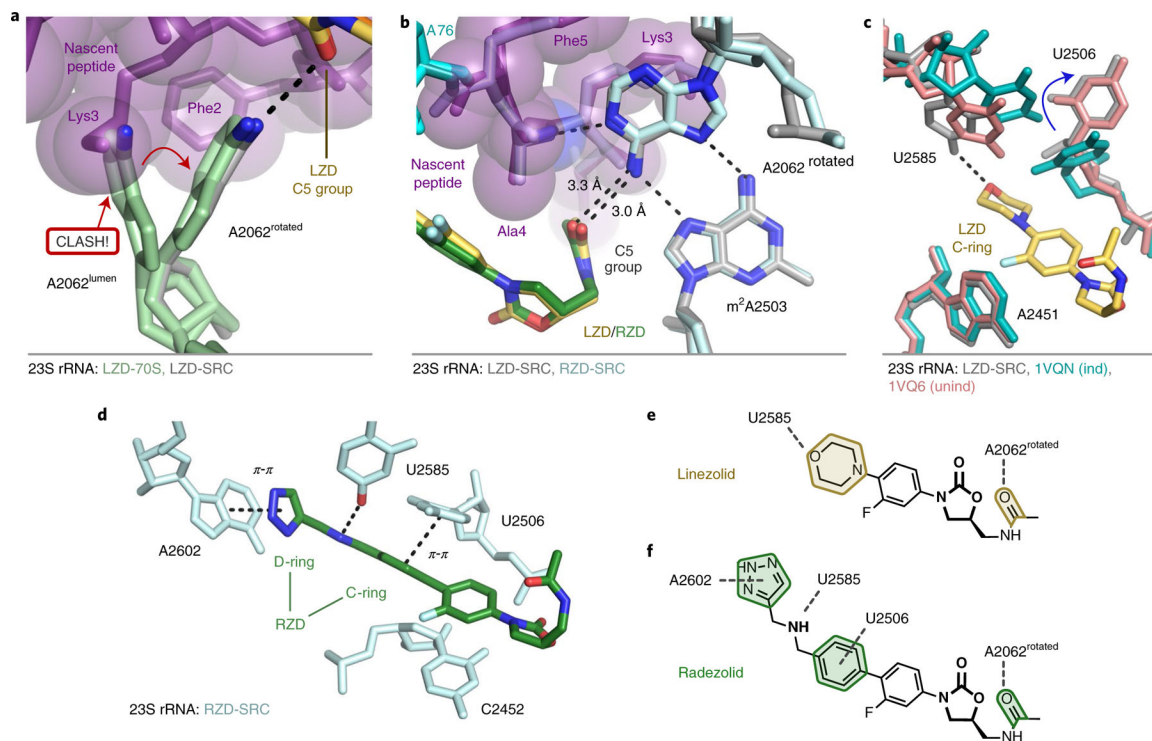 a
Nascent
peptide
Lys3
Phe2
LZD
C5 group
CLASH!
A2062rotated
A2062lumen
23S rRNA: LZD-70S, LZD-SRC
b
A76
Phe5
Lys3
A2062rotated
Nascent
peptide
3.3 Å
3.0 Å
Ala4
C5
group
m2A2503
LZD/RZD
23S rRNA: LZD-SRC, RZD-SRC
c
U2506
U2585
LZD
C-ring
A2451
23S rRNA: LZD-SRC, 1VQN (ind),
1VQ6 (unind)
d
π-π
U2585
U2506
A2602
π-π
D-ring
C-ring
RZD
C2452
23S rRNA: RZD-SRC
e
U2585
A2062rotated
Linezolid
O
N
O
O
N
F
NH
O
f
HN
N
N
A2602
U2585
NH
U2506
A2062rotated
Radezolid
O
O
N
F
NH
O